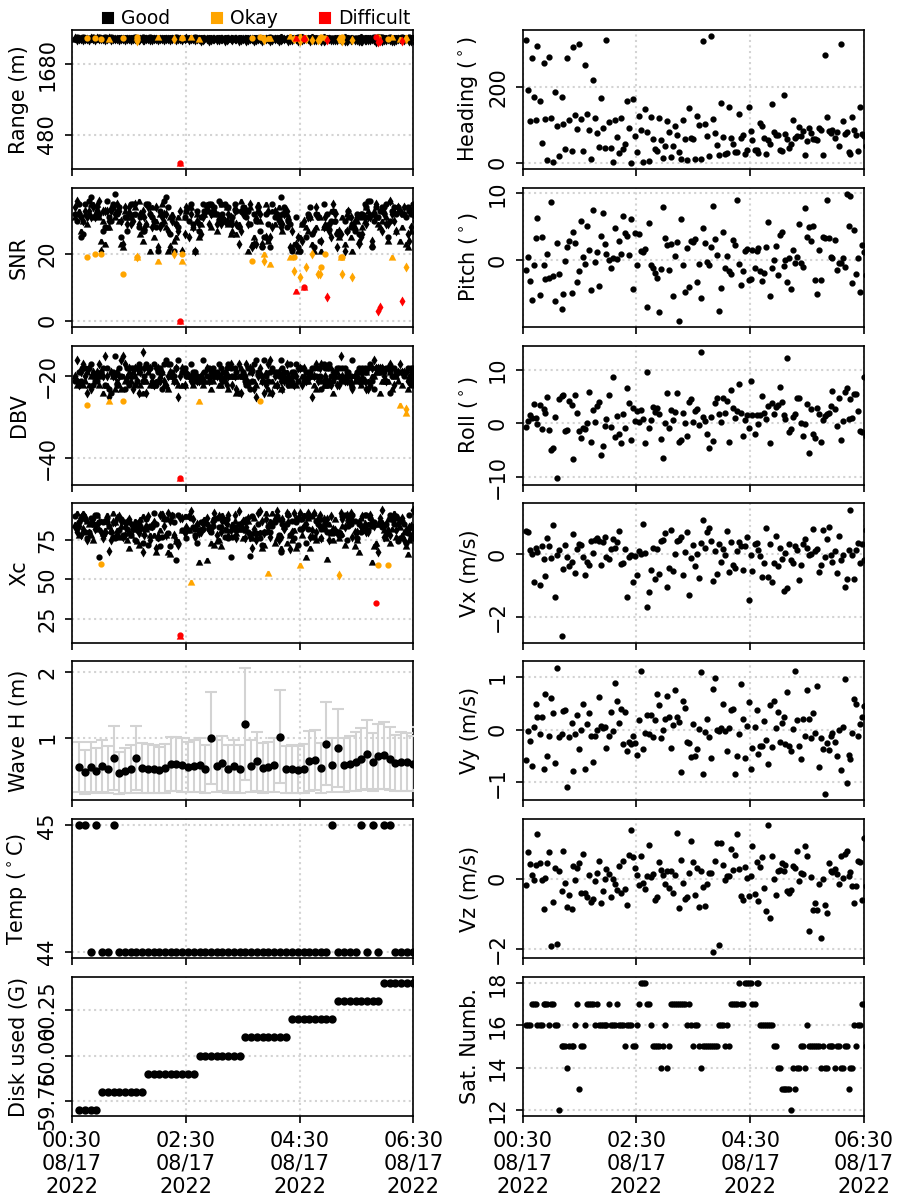 Good Okay Difficult
Range (m)
1680
480
Heading (°)
200
0
SNR
20
0
Pitch (°)
10
0
DBV
−20
−40
Roll (°)
10
0
−10
Xc
75
50
25
Vx (m/s)
0
−2
Wave H (m)
2
1
Vy (m/s)
1
0
−1
Temp (°C)
45
44
Vz (m/s)
0
−2
Disk used (G)
60.25
60.00
59.75
Sat. Numb.
18
16
14
12
00:30 02:30 04:30 06:30
08/17 08/17 08/17 08/17
2022 2022 2022 2022
00:30 02:30 04:30 06:30
08/17 08/17 08/17 08/17
2022 2022 2022 2022